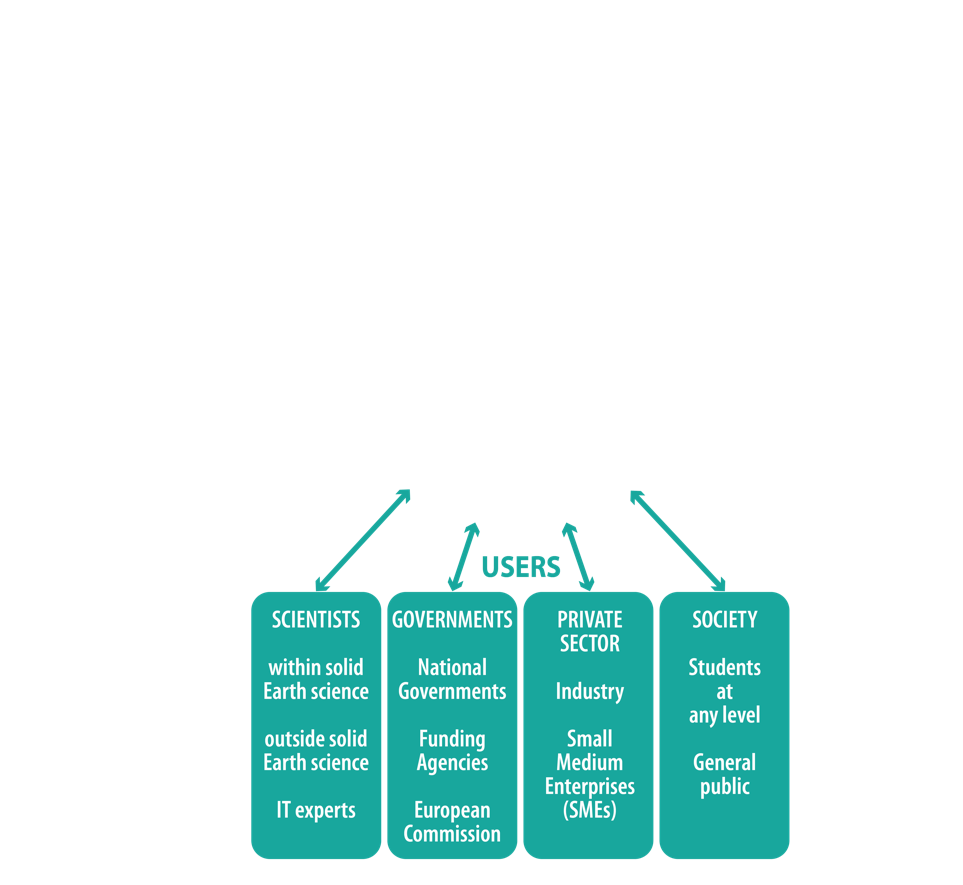 USERS
SCIENTISTS
within solid
Earth science
outside solid
Earth science
IT experts
GOVERNMENTS
National
Governments
Funding
Agencies
European
Commission
PRIVATE
SECTOR
Industry
Small
Medium
Enterprises
(SMEs)
SOCIETY
Students
at
any level
General
public